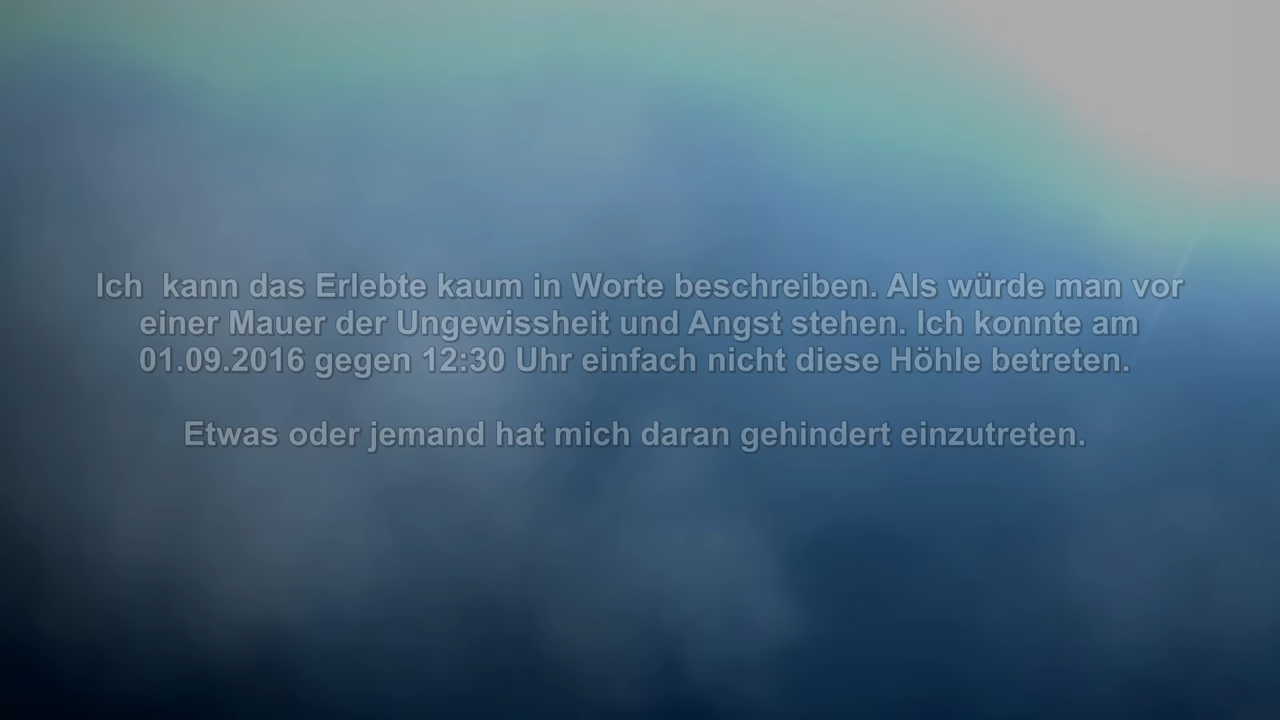 Ich  kann das Erlebte kaum in Worte beschreiben. Als würde man vor
einer Mauer der Ungewissheit und Angst stehen. Ich konnte am
01.09.2016 gegen 12:30 Uhr einfach nicht diese Höhle betreten.
Etwas oder jemand hat mich daran gehindert einzutreten.